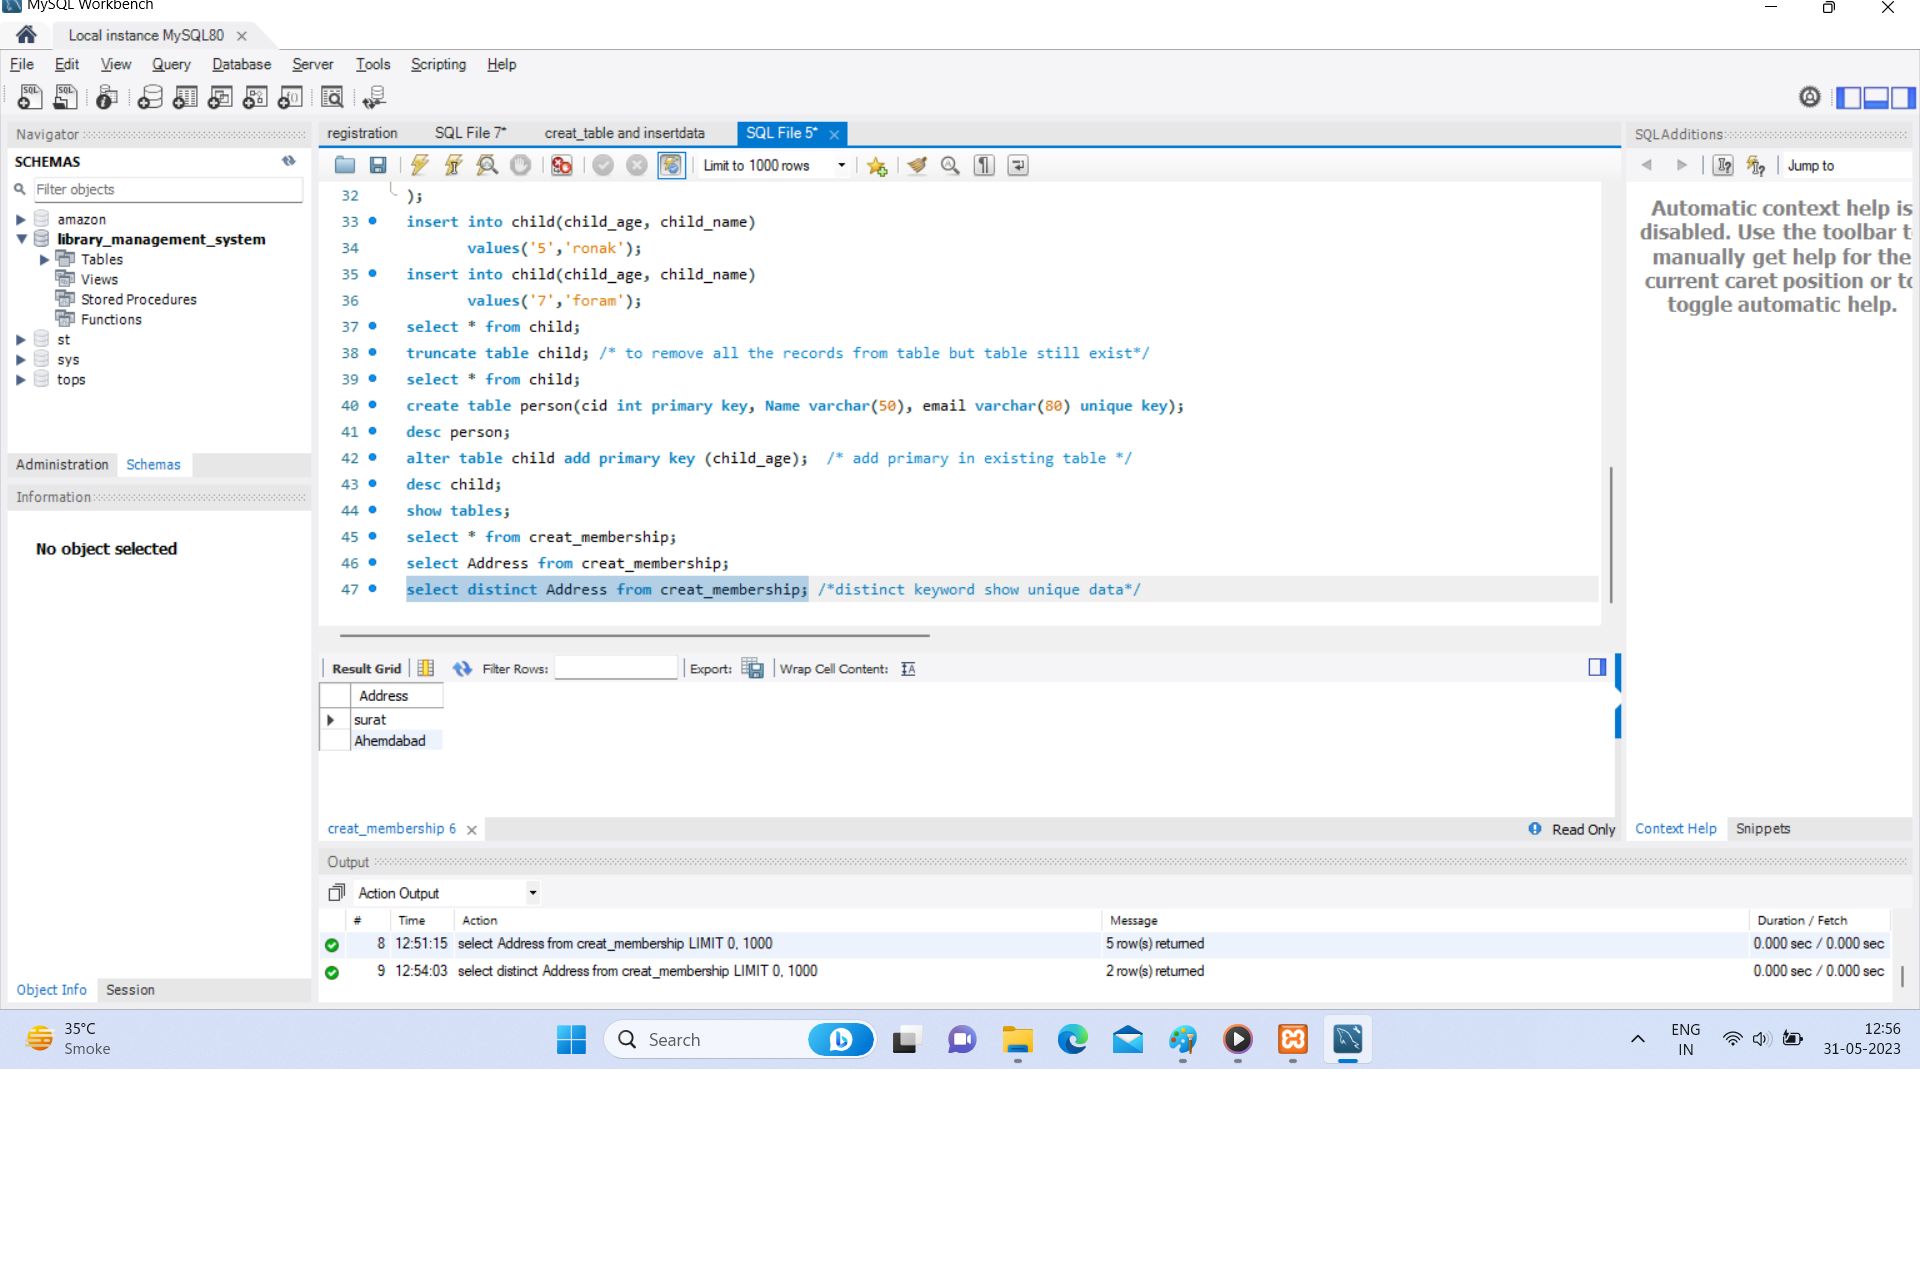 MySQL Workbench
Local instance MySQL80
File Edit View Query Database Server Tools Scripting Help
Navigator
SCHEMAS
Filter objects
amazon
library_management_system
Tables
Views
Stored Procedures
Functions
st
sys
tops
Administration Schemas
Information
No object selected
Object Info Session
registration SQL File 7* creat_table and insertdata SQL File 5*
Limit to 1000 rows
32 );
33 insert into child(child_age, child_name)
34 values('5','ronak');
35 insert into child(child_age, child_name)
36 values('7','foram');
37 select * from child;
38 truncate table child; /* to remove all the records from table but table still exist*/
39 select * from child;
40 create table person(cid int primary key, Name varchar(50), email varchar(80) unique key);
41 desc person;
42 alter table child add primary key (child_age); /* add primary in existing table */
43 desc child;
44 show tables;
45 select * from creat_membership;
46 select Address from creat_membership;
47 select distinct Address from creat_membership; /*distinct keyword show unique data*/
Result Grid Filter Rows: Export: Wrap Cell Content:
Address
surat
Ahemdabad
creat_membership 6
Read Only
SQLAdditions
Jump to
Automatic context help is
disabled. Use the toolbar t
manually get help for the
current caret position or to
toggle automatic help.
Context Help Snippets
Output
Action Output
# Time Action Message Duration / Fetch
8 12:51:15 select Address from creat_membership LIMIT 0, 1000 5 row(s) returned 0.000 sec / 0.000 sec
9 12:54:03 select distinct Address from creat_membership LIMIT 0, 1000 2 row(s) returned 0.000 sec / 0.000 sec
35°C
Smoke
Search
ENG
IN
12:56
31-05-2023